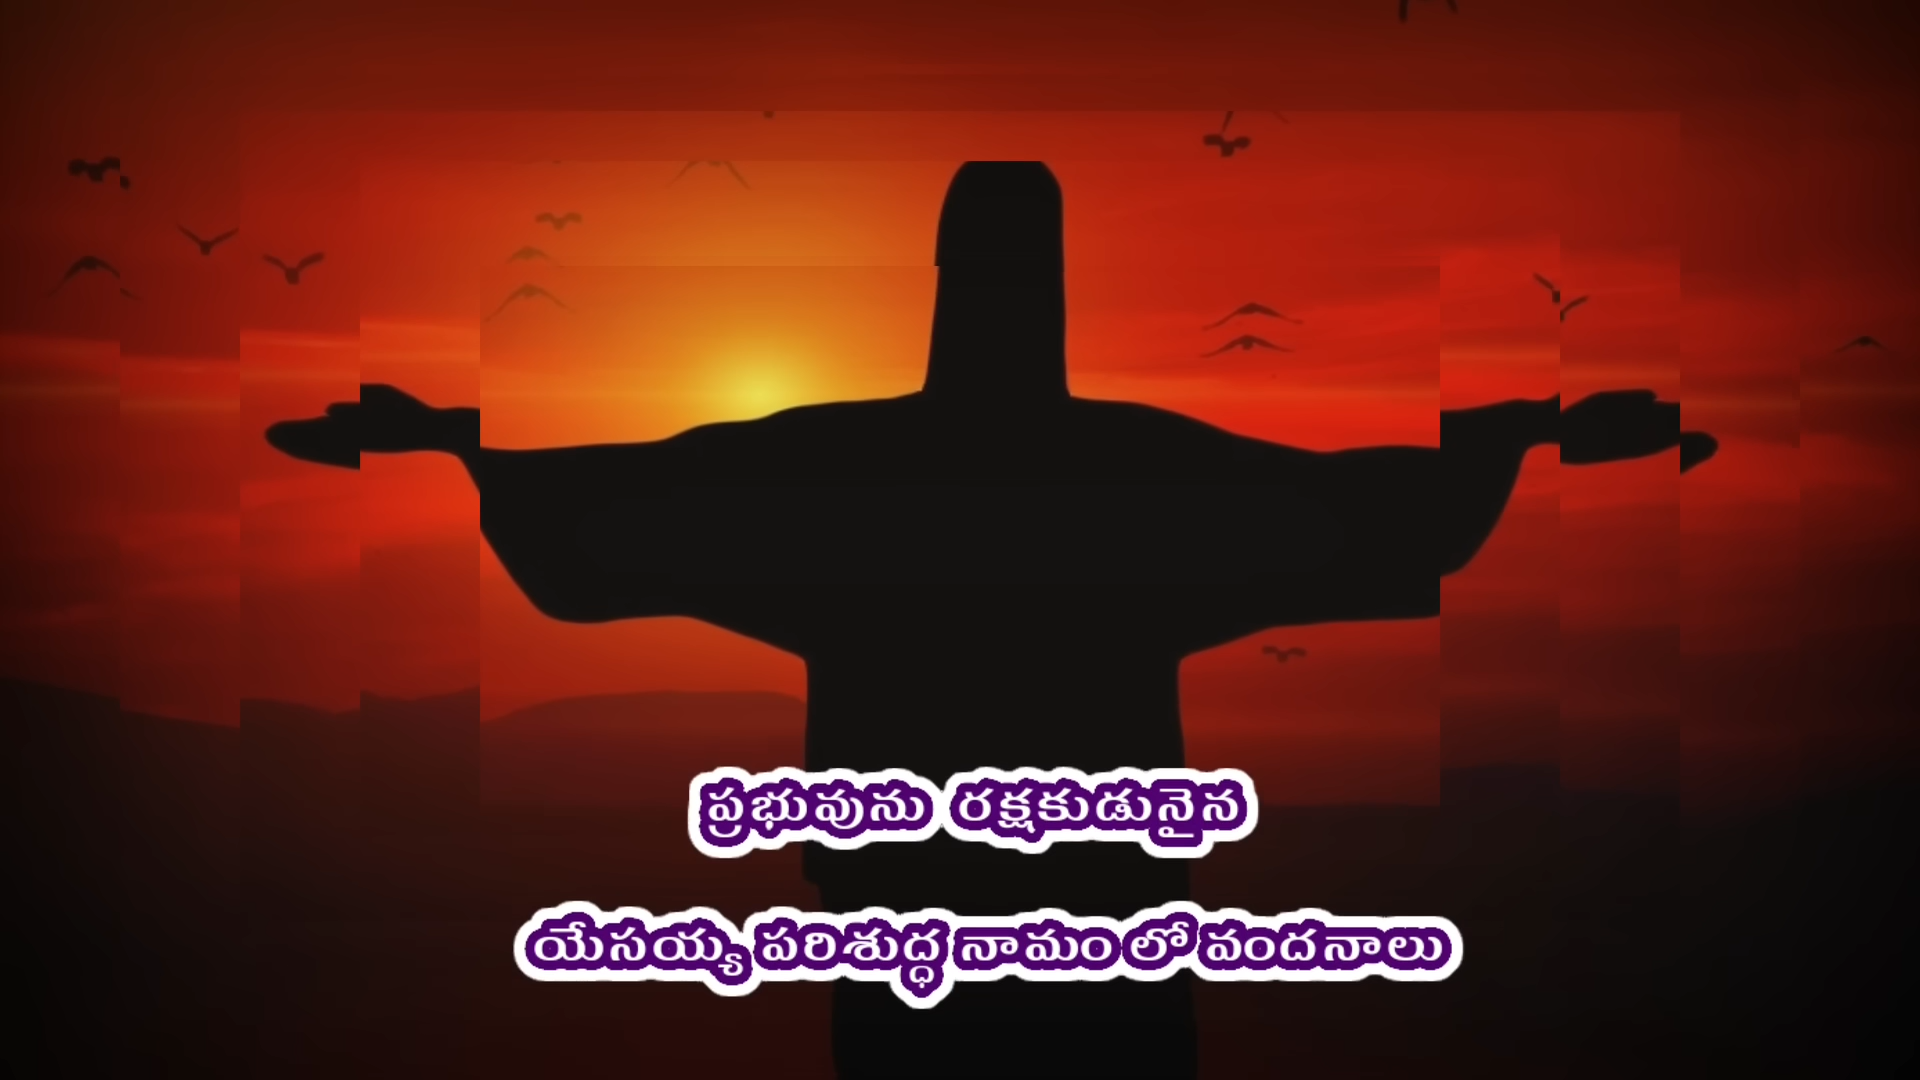 ప్రభువును రక్షకుడునైన
యేసయ్య పరిశుద్ధ నామంలో వందనాలు